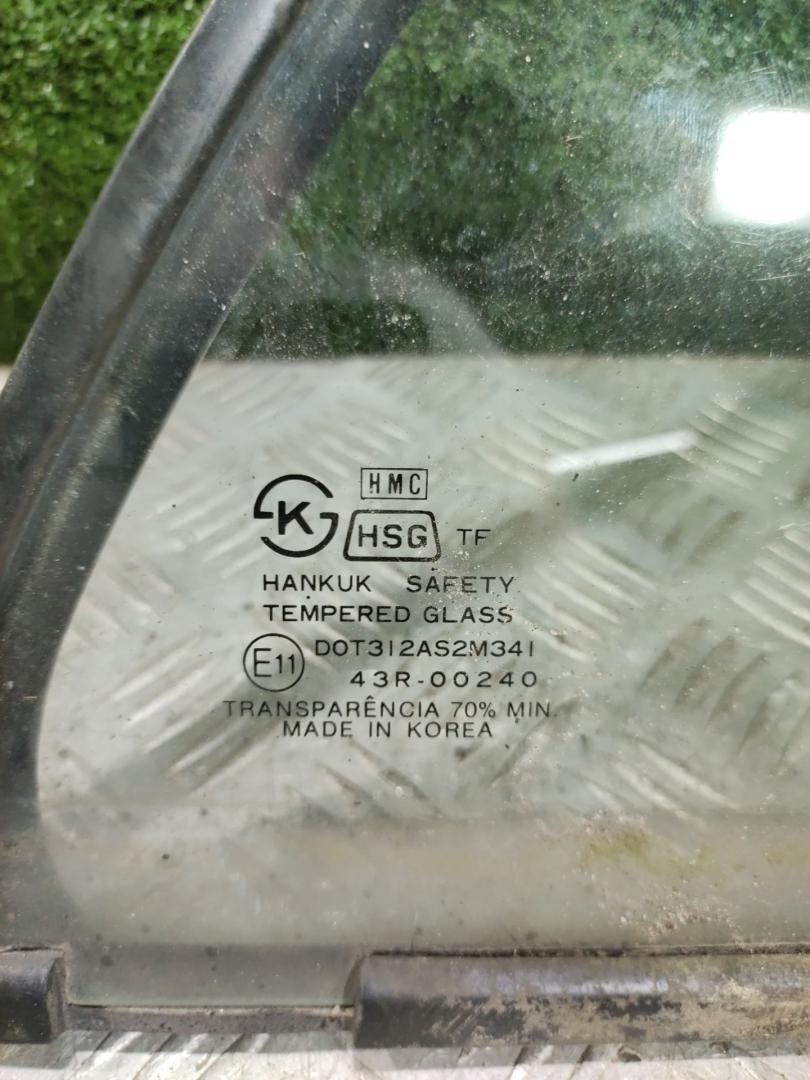 HMC
K HSG TF
HANKUK SAFETY
TEMPERED GLASS
E11 DOT312AS2M341
43R-00240
TRANSPARÊNCIA 70% MIN.
MADE IN KOREA